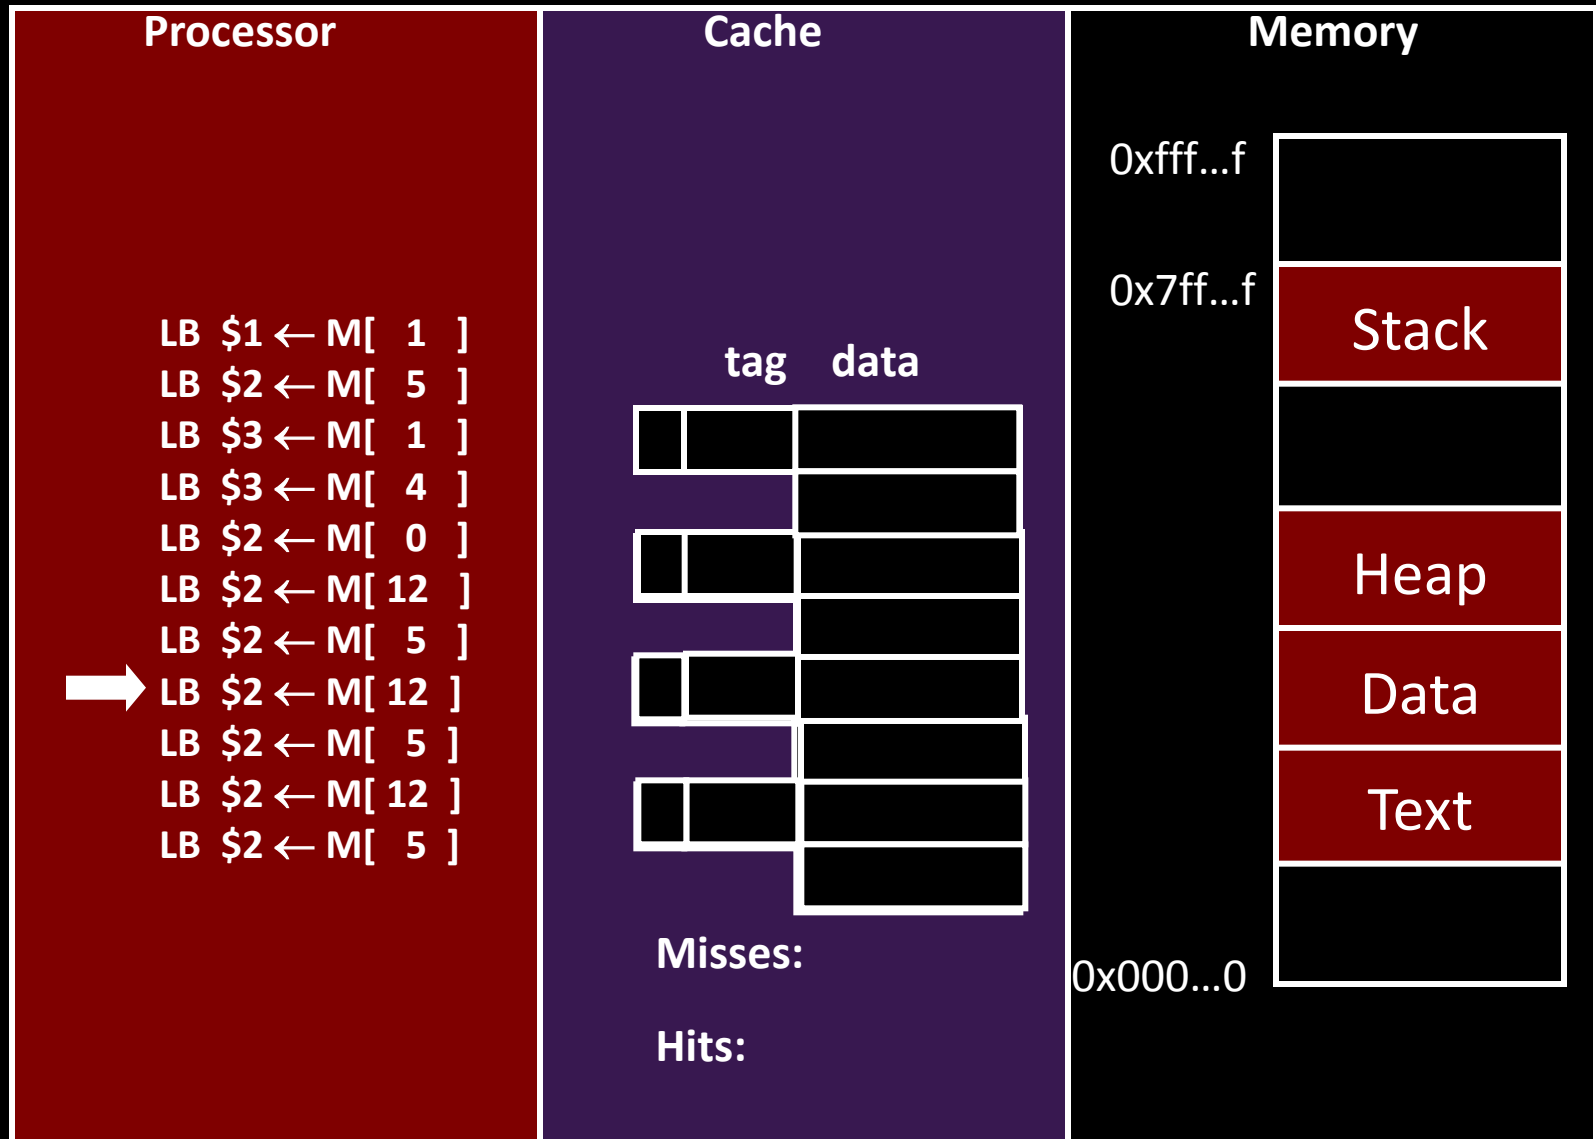 Processor
LB $1 ← M[ 1 ]
LB $2 ← M[ 5 ]
LB $3 ← M[ 1 ]
LB $3 ← M[ 4 ]
LB $2 ← M[ 0 ]
LB $2 ← M[ 12 ]
LB $2 ← M[ 5 ]
LB $2 ← M[ 12 ]
LB $2 ← M[ 5 ]
LB $2 ← M[ 12 ]
LB $2 ← M[ 5 ]
Cache
tag data
Misses:
Hits:
Memory
0xfff...f
0x7ff...f
Stack
Heap
Data
Text
0x000...0